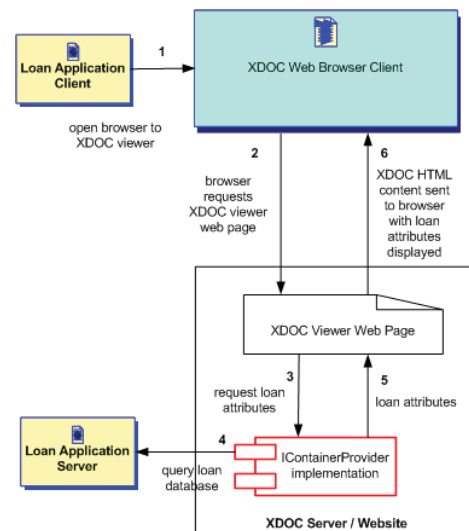 1
Loan Application
Client
XDOC Web Browser Client
open browser to
XDOC viewer
2
browser
requests
XDOC viewer
web page
6
XDOC HTML
content sent
to browser
with loan
attributes
displayed
XDOC Viewer Web Page
3
request loan
attributes
5
loan attributes
4
Loan Application
Server
query loan
database
IContainerProvider
implementation
XDOC Server / Website